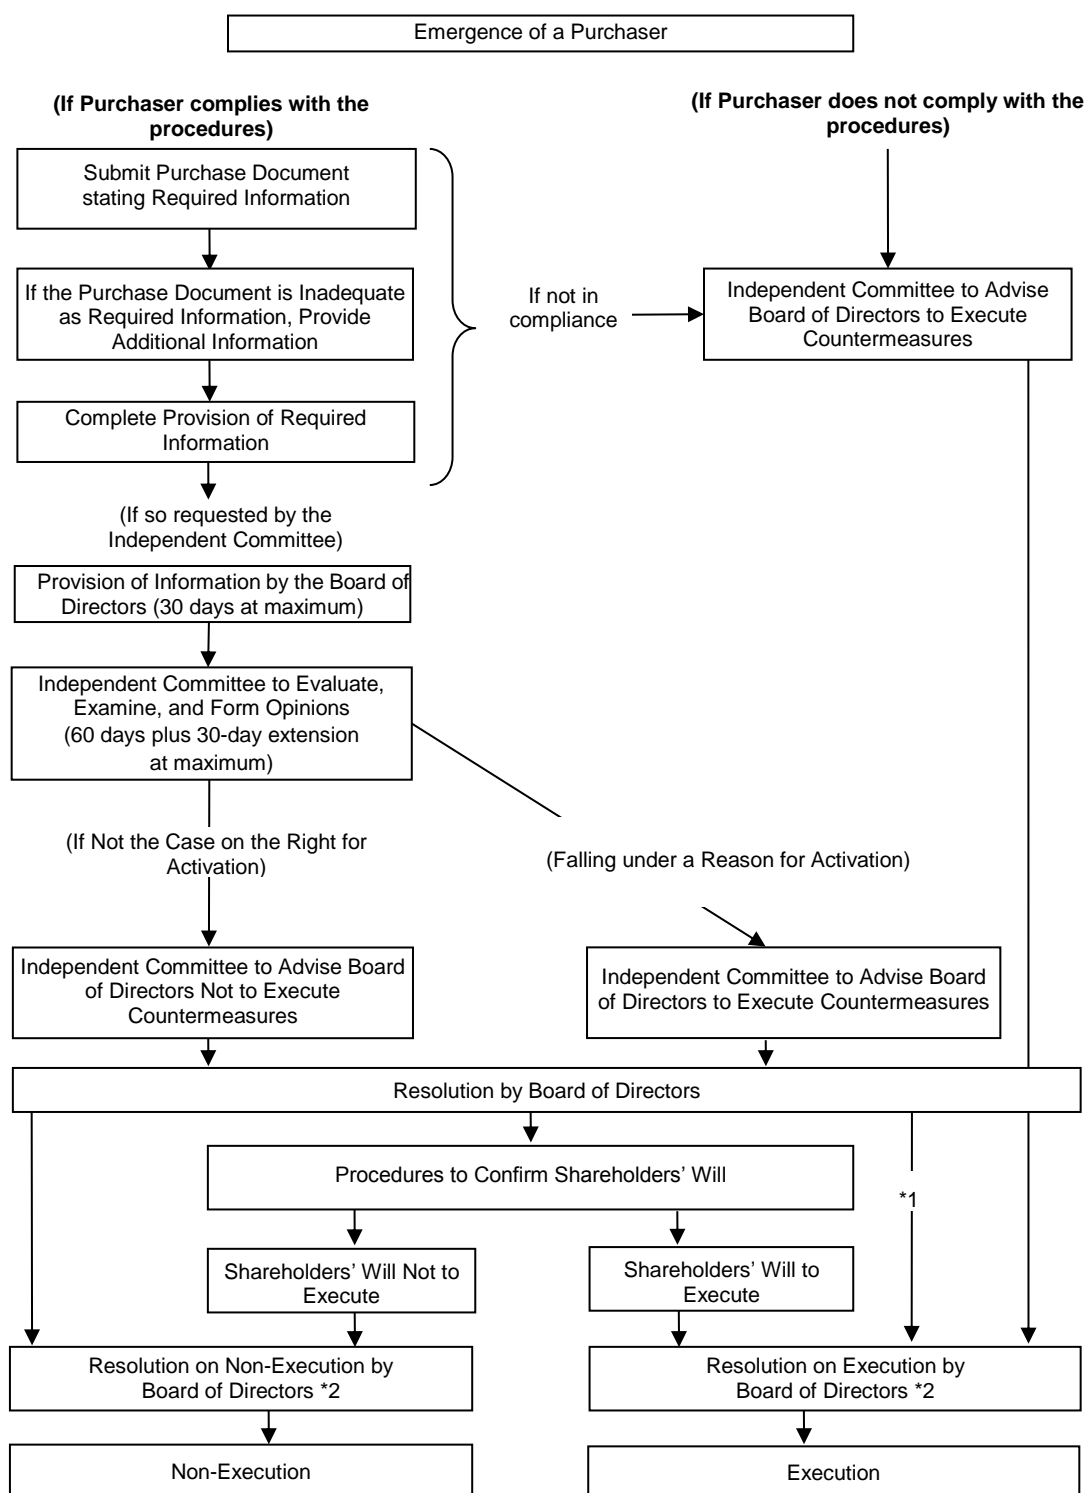 Emergence of a Purchaser
(If Purchaser complies with the
procedures)
(If Purchaser does not comply with the
procedures)
Submit Purchase Document
stating Required Information
If the Purchase Document is Inadequate
as Required Information, Provide
Additional Information
If not in
compliance
Independent Committee to Advise
Board of Directors to Execute
Countermeasures
Complete Provision of Required
Information
(If so requested by the
Independent Committee)
Provision of Information by the Board of
Directors (30 days at maximum)
Independent Committee to Evaluate,
Examine, and Form Opinions
(60 days plus 30-day extension
at maximum)
(If Not the Case on the Right for
Activation)
(Falling under a Reason for Activation)
Independent Committee to Advise Board
of Directors Not to Execute
Countermeasures
Independent Committee to Advise Board
of Directors to Execute Countermeasures
Resolution by Board of Directors
Procedures to Confirm Shareholders’ Will
*1
Shareholders’ Will Not to
Execute
Shareholders’ Will to
Execute
Resolution on Non-Execution by
Board of Directors *2
Resolution on Execution by
Board of Directors *2
Non-Execution
Execution